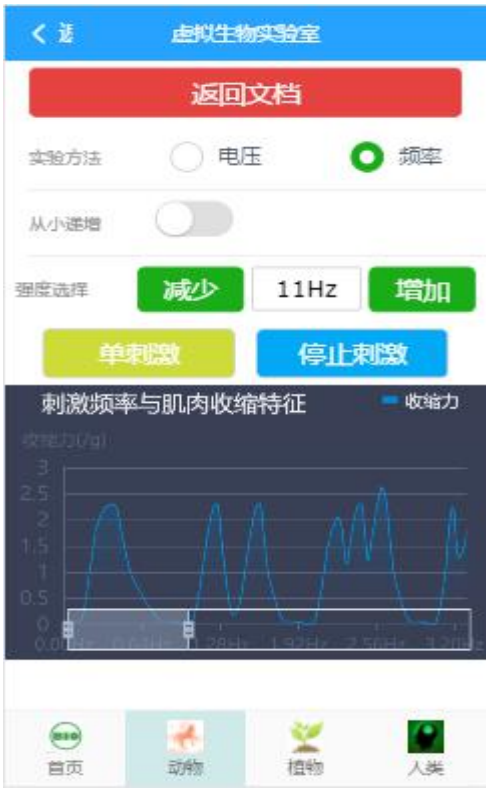 虚拟生物实验室
返回文档
实验方法 电压 频率
从小递增
强度选择 减少 11Hz 增加
单刺激 停止刺激
刺激频率与肌肉收缩特征 收缩力
收缩力(/g)
3
2.5
2
1.5
1
0.5
0
1.92Hz 2.56Hz 3.20Hz
首页 动物 植物 人类